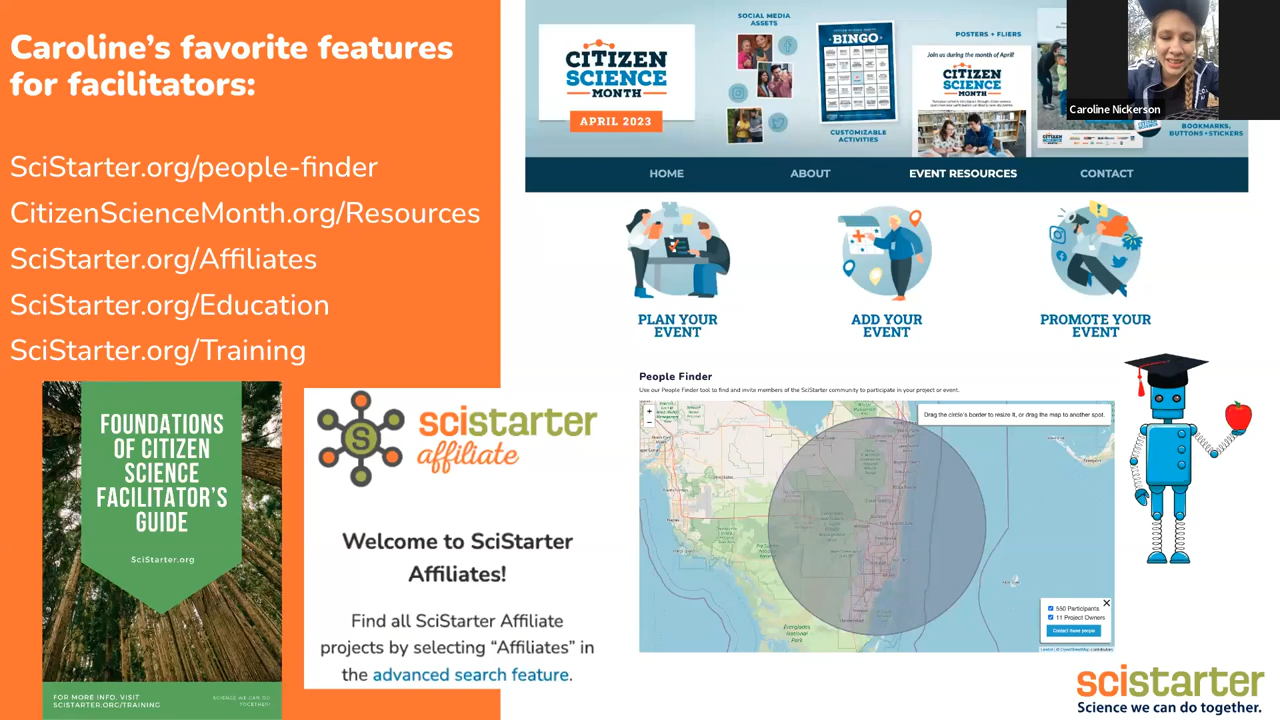 Caroline's favorite features
for facilitators:
SciStarter.org/people-finder
CitizenScienceMonth.org/Resources
SciStarter.org/Affiliates
SciStarter.org/Education
SciStarter.org/Training
FOUNDATIONS
OF CITIZEN
SCIENCE
FACILITATOR'S
GUIDE
SciStarter.org
FOR MORE INFO, VISIT
SCISTARTER.ORG/TRAINING
SCIENCE WE CAN DO
TOGETHER!
S
scistarter
affiliate
Welcome to SciStarter
Affiliates!
Find all SciStarter Affiliate
projects by selecting "Affiliates" in
the advanced search feature.
CITIZEN
SCIENCE
MONTH
APRIL 2023
SOCIAL MEDIA
ASSETS
BINGO
CUSTOMIZABLE
ACTIVITIES
POSTERS + FLIERS
Join us during the month of April!
CITIZEN
SCIENCE
MONTH
BOOKMARKS,
BUTTONS + STICKERS
Caroline Nickerson
HOME
ABOUT
EVENT RESOURCES
CONTACT
PLAN YOUR
EVENT
ADD YOUR
EVENT
PROMOTE YOUR
EVENT
People Finder
Use our People Finder tool to find and invite members of the SciStarter community to participate in your project or event.
+
−
Drag the circle's border to resize it, or drag the map to another spot.
Everglades
National
Park
550 Participants
11 Project Owners
Contact these people
Leaflet | © OpenStreetMap contributors
scistarter
Science we can do together.